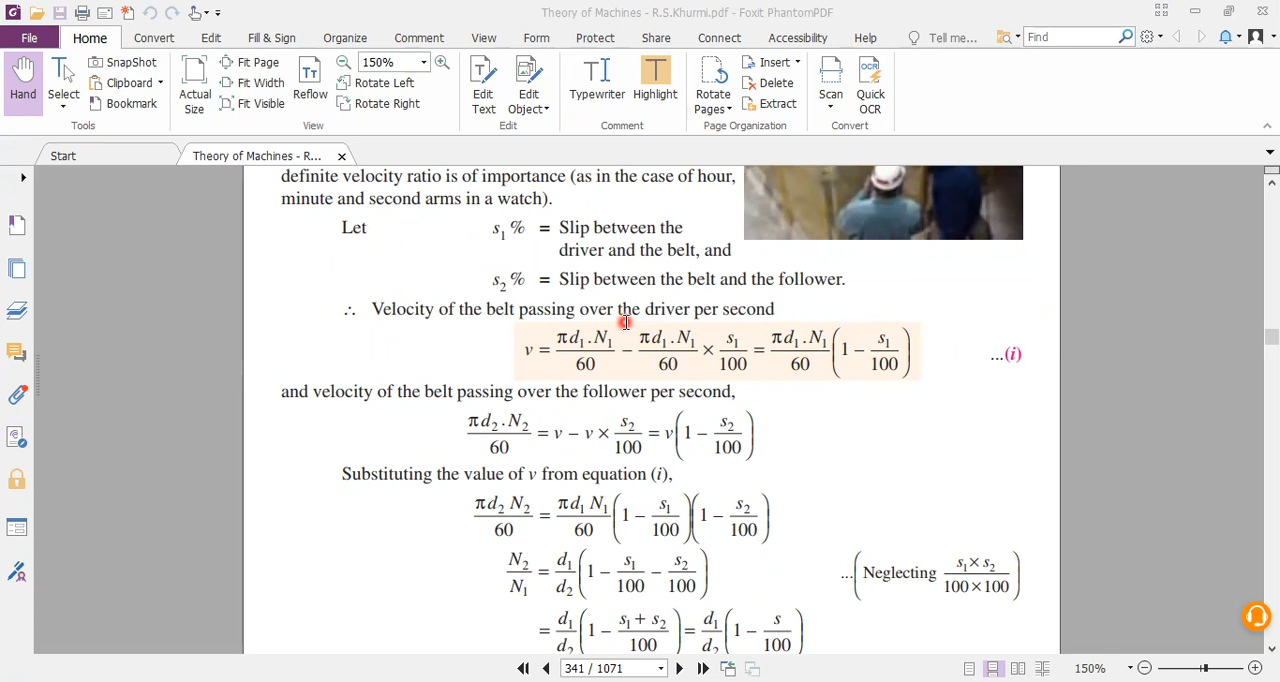 Theory of Machines - R.S.Khurmi.pdf - Foxit PhantomPDF
File Home Convert Edit Fill & Sign Organize Comment View Form Protect Share Connect Accessibility Help Tell me... Find
Hand
Select
SnapShot
Clipboard
Bookmark
Tools
Actual Size
Fit Page
Fit Width
Fit Visible
Reflow
150%
Rotate Left
Rotate Right
View
Edit Text
Edit Object
Edit
Typewriter
Highlight
Comment
Rotate Pages
Insert
Delete
Extract
Page Organization
Scan
Quick OCR
Convert
Start Theory of Machines - R... x
definite velocity ratio is of importance (as in the case of hour,
minute and second arms in a watch).
Let s₁ % = Slip between the
driver and the belt, and
s₂ % = Slip between the belt and the follower.
∴ Velocity of the belt passing over the driver per second
v = πd₁.N₁/60 − πd₁.N₁/60 × s₁/100 = πd₁.N₁/60 (1 − s₁/100) ...(i)
and velocity of the belt passing over the follower per second,
πd₂.N₂/60 = v − v × s₂/100 = v(1 − s₂/100)
Substituting the value of v from equation (i),
πd₂ N₂/60 = πd₁ N₁/60 (1 − s₁/100)(1 − s₂/100)
N₂/N₁ = d₁/d₂ (1 − s₁/100 − s₂/100) ...(Neglecting s₁×s₂/100×100)
= d₁/d₂ (1 − s₁ + s₂/100) = d₁/d₂ (1 − s/100)
341 / 1071 150%